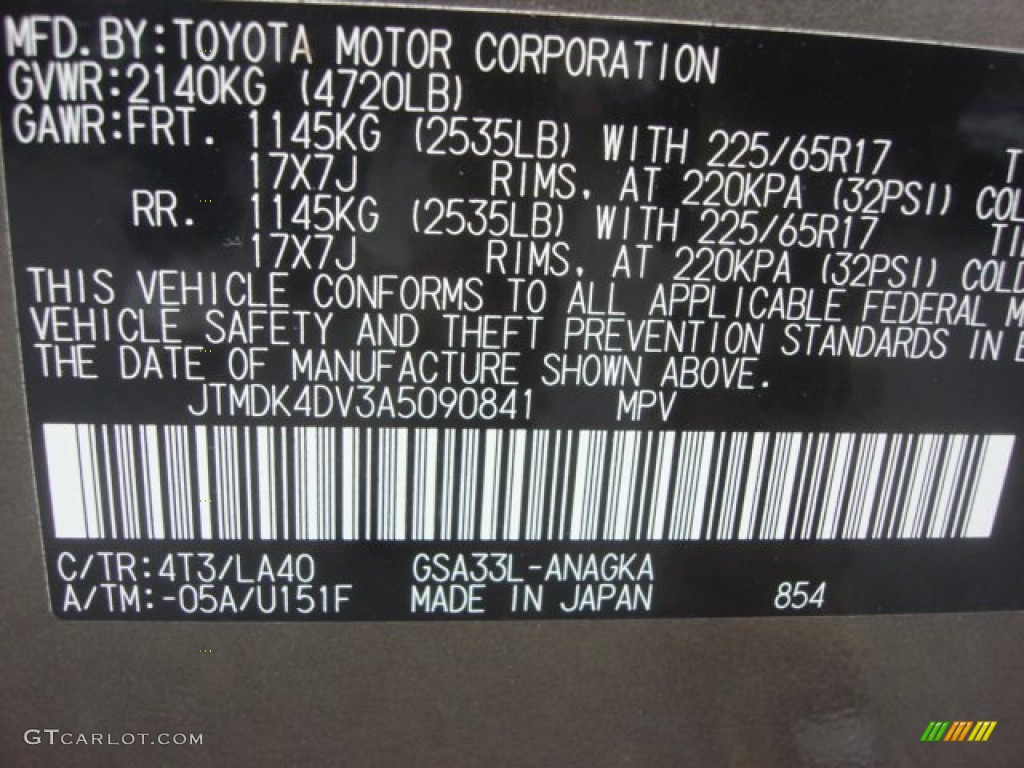 MFD.BY:TOYOTA MOTOR CORPORATION
GVWR:2140KG (4720LB)
GAWR:FRT. 1145KG (2535LB) WITH 225/65R17
17X7J RIMS, AT 220KPA (32PSI)
RR. 1145KG (2535LB) WITH 225/65R17
17X7J RIMS, AT 220KPA (32PSI) COLD
THIS VEHICLE CONFORMS TO ALL APPLICABLE FEDERAL
VEHICLE SAFETY AND THEFT PREVENTION STANDARDS IN
THE DATE OF MANUFACTURE SHOWN ABOVE.
JTMDK4DV3A5090841 MPV
C/TR:4T3/LA40 GSA33L-ANAGKA
A/TM:-05A/U151F MADE IN JAPAN 854
GTCARLOT.COM